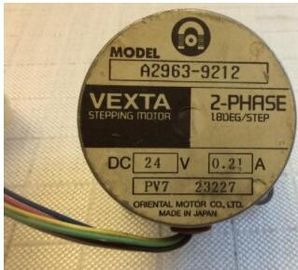 MODEL
A2963-9212
VEXTA 2-PHASE
STEPPING MOTOR 1.8DEG/STEP
DC 24 V 0.21 A
PV7 23227
ORIENTAL MOTOR CO., LTD.
MADE IN JAPAN